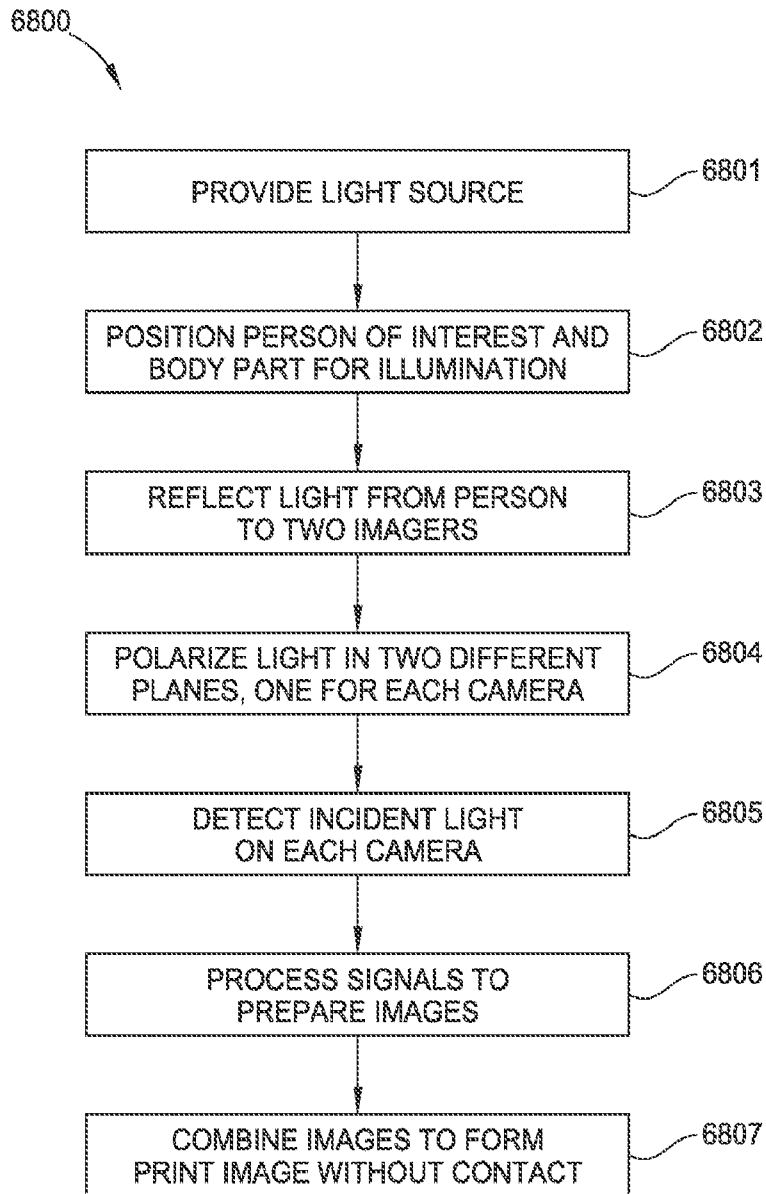 6800
PROVIDE LIGHT SOURCE
6801
POSITION PERSON OF INTEREST AND
BODY PART FOR ILLUMINATION
6802
REFLECT LIGHT FROM PERSON
TO TWO IMAGERS
6803
POLARIZE LIGHT IN TWO DIFFERENT
PLANES, ONE FOR EACH CAMERA
6804
DETECT INCIDENT LIGHT
ON EACH CAMERA
6805
PROCESS SIGNALS TO
PREPARE IMAGES
6806
COMBINE IMAGES TO FORM
PRINT IMAGE WITHOUT CONTACT
6807